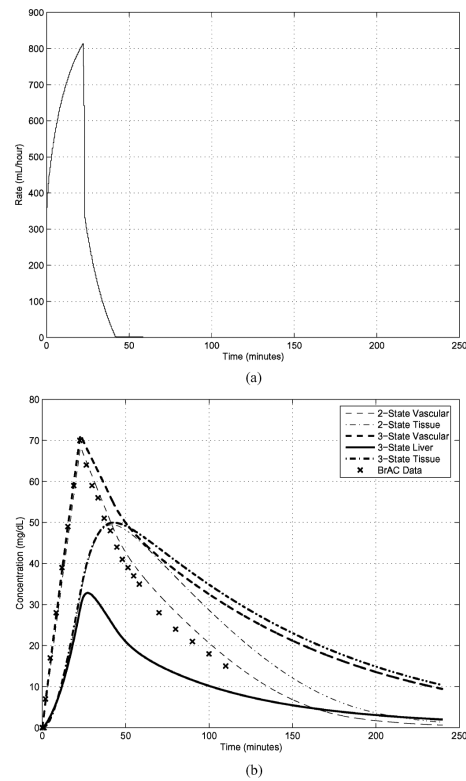 900
800
700
600
500
400
300
200
100
0
Rate (mL/hour)
0 50 100 150 200 250
Time (minutes)
(a)
80
70
60
50
40
30
20
10
0
Concentration (mg/dL)
2-State Vascular
2-State Tissue
3-State Vascular
3-State Liver
3-State Tissue
BrAC Data
0 50 100 150 200 250
Time (minutes)
(b)